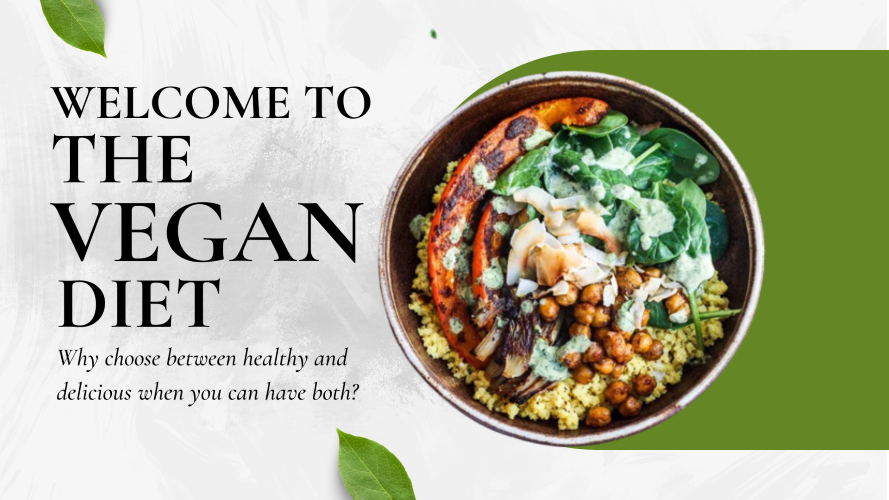 WELCOME TO
THE
VEGAN
DIET
Why choose between healthy and
delicious when you can have both?